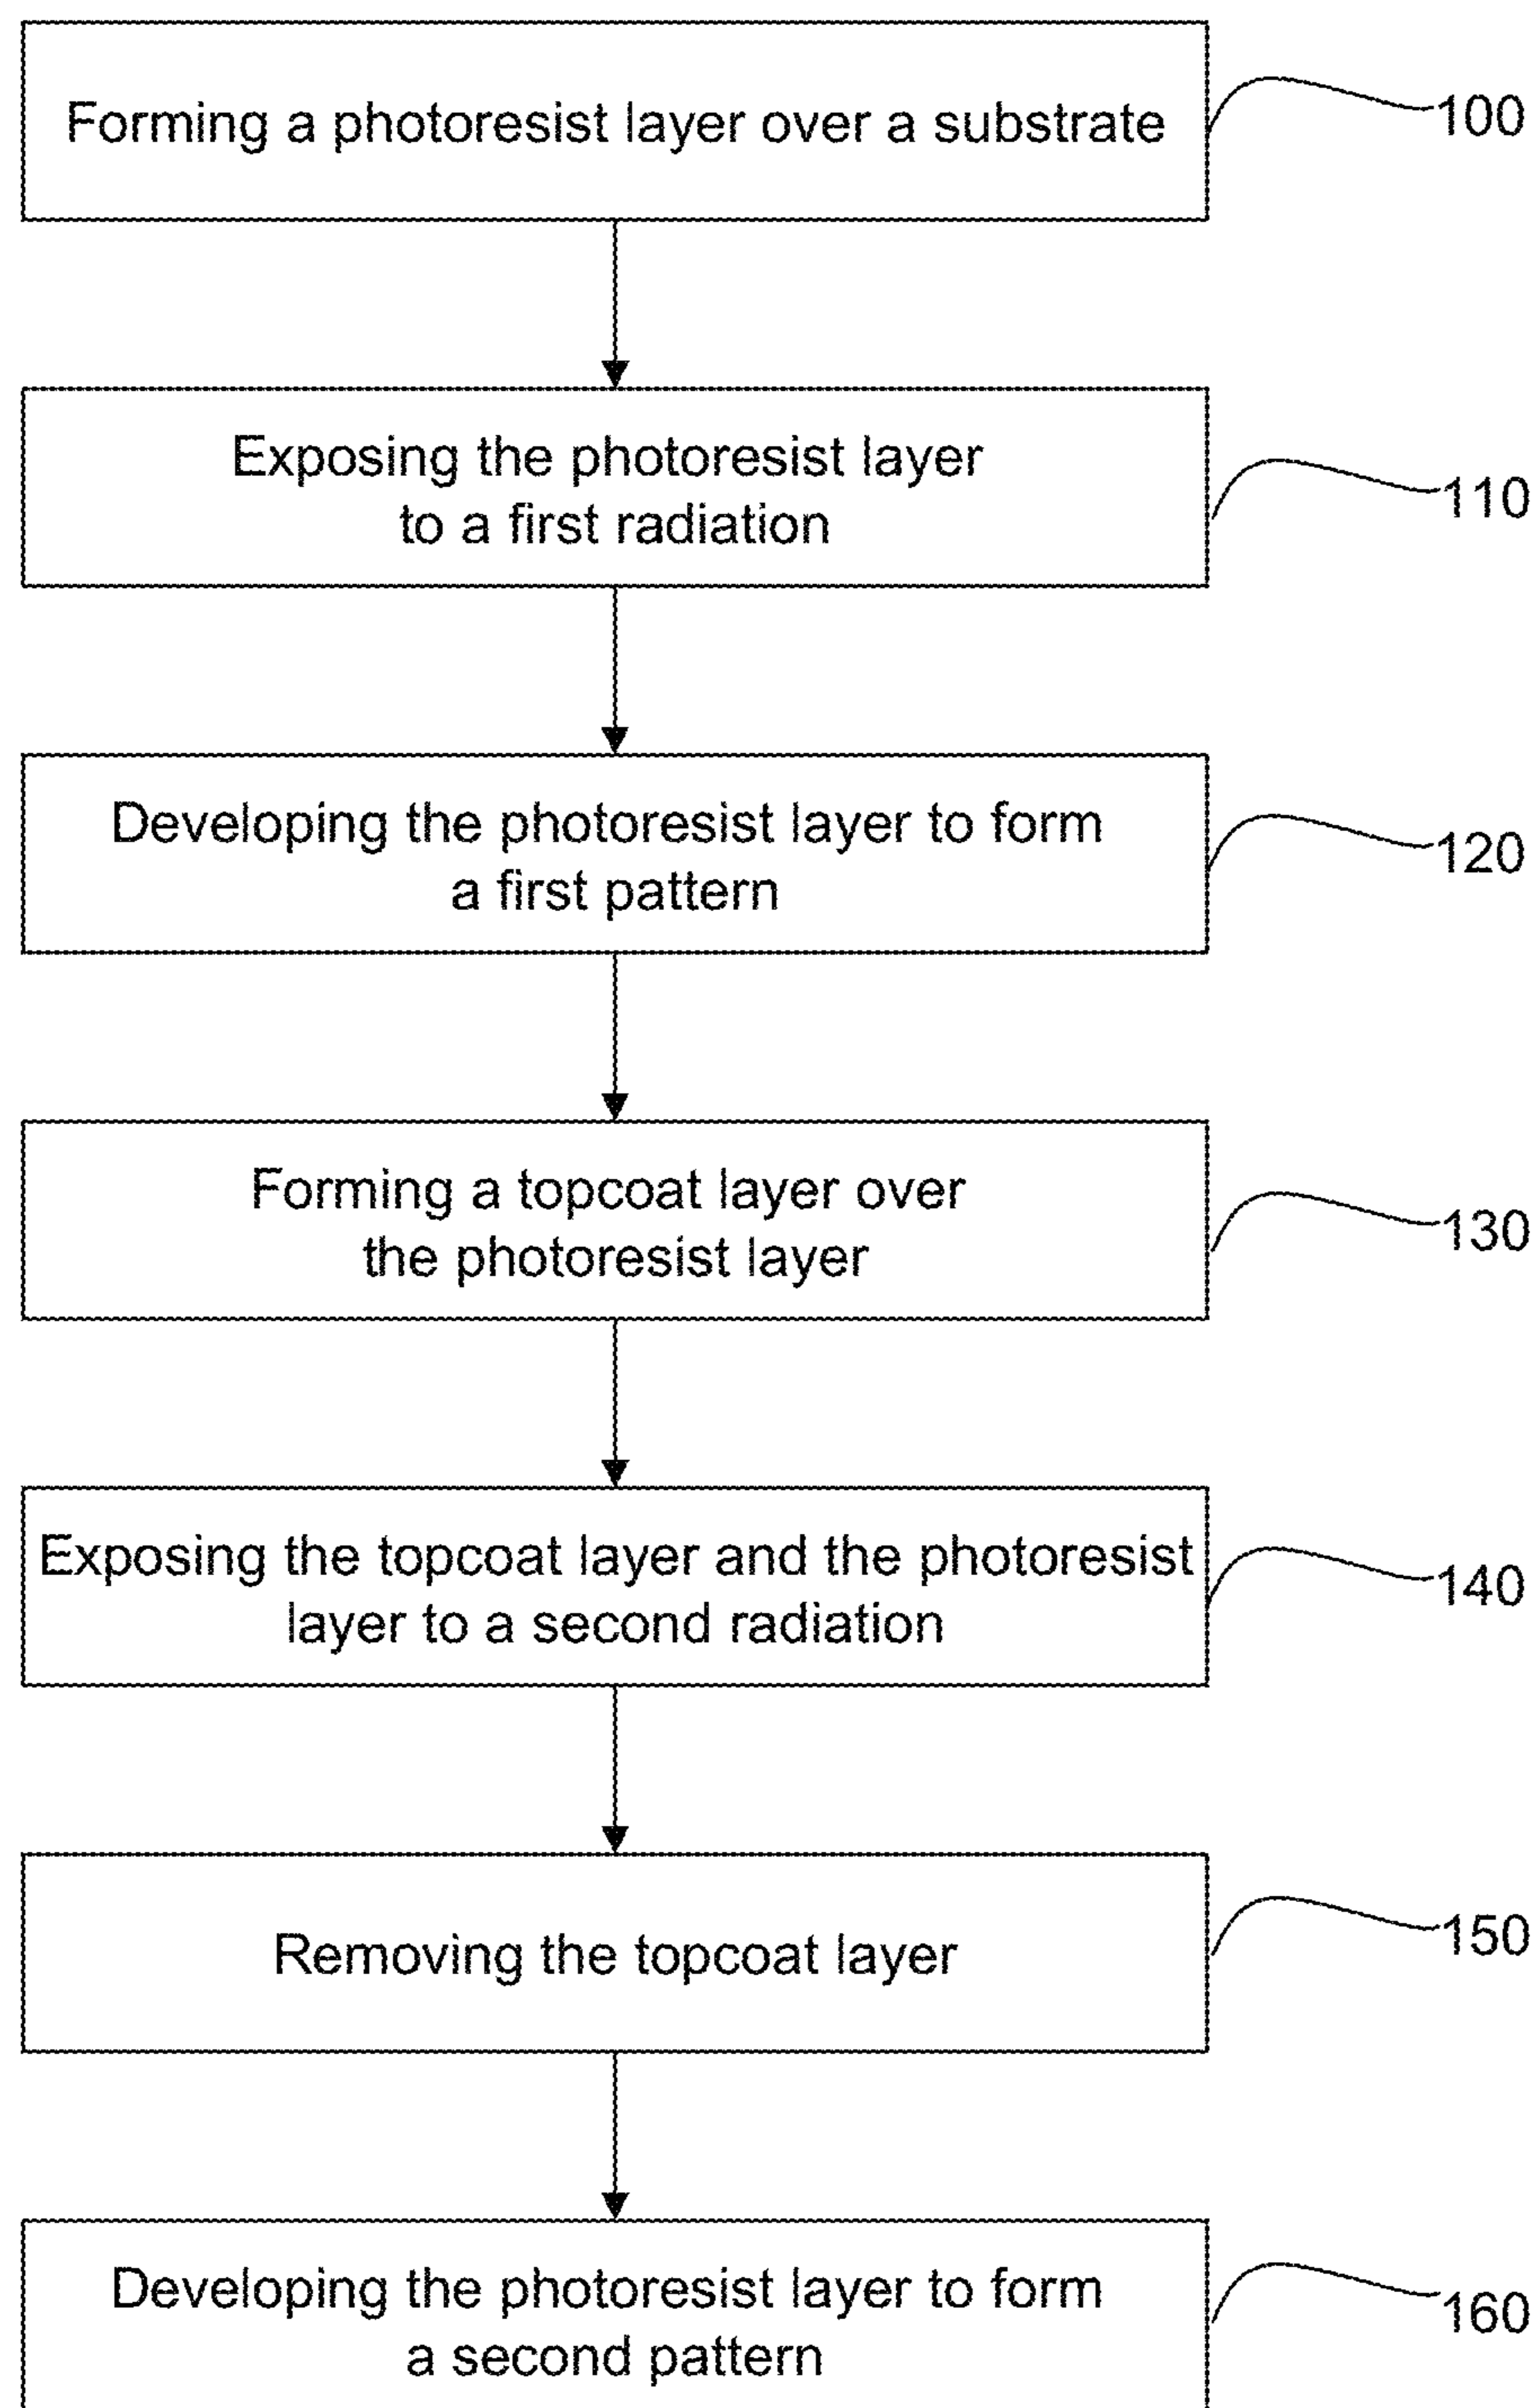 Forming a photoresist layer over a substrate
100
Exposing the photoresist layer
to a first radiation
110
Developing the photoresist layer to form
a first pattern
120
Forming a topcoat layer over
the photoresist layer
130
Exposing the topcoat layer and the photoresist
layer to a second radiation
140
Removing the topcoat layer
150
Developing the photoresist layer to form
a second pattern
160